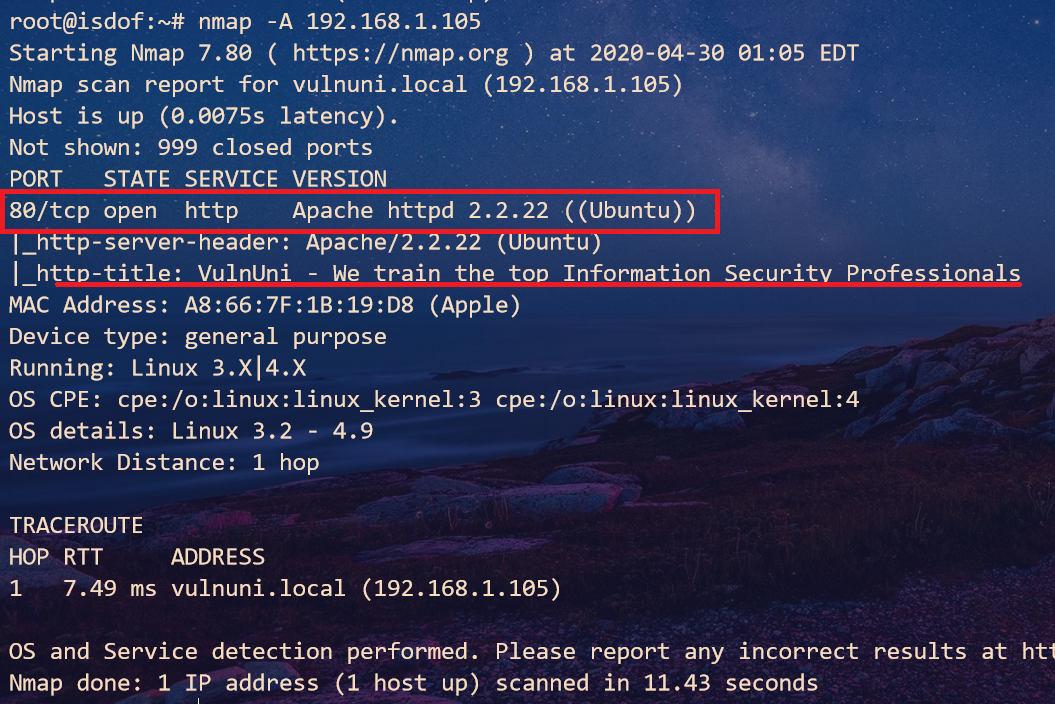 root@isdof:~# nmap -A 192.168.1.105
Starting Nmap 7.80 ( https://nmap.org ) at 2020-04-30 01:05 EDT
Nmap scan report for vulnuni.local (192.168.1.105)
Host is up (0.0075s latency).
Not shown: 999 closed ports
PORT   STATE SERVICE VERSION
80/tcp open  http    Apache httpd 2.2.22 ((Ubuntu))
|_http-server-header: Apache/2.2.22 (Ubuntu)
|_http-title: VulnUni - We train the top Information Security Professionals
MAC Address: A8:66:7F:1B:19:D8 (Apple)
Device type: general purpose
Running: Linux 3.X|4.X
OS CPE: cpe:/o:linux:linux_kernel:3 cpe:/o:linux:linux_kernel:4
OS details: Linux 3.2 - 4.9
Network Distance: 1 hop
TRACEROUTE
HOP RTT     ADDRESS
1   7.49 ms vulnuni.local (192.168.1.105)
OS and Service detection performed. Please report any incorrect results at
Nmap done: 1 IP address (1 host up) scanned in 11.43 seconds